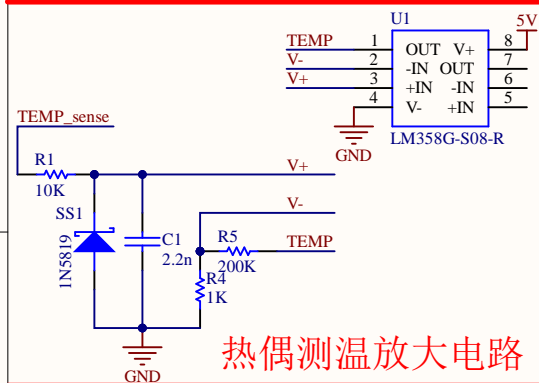 U1
5V
TEMP 1 OUT V+ 8
V- 2 -IN OUT 7
V+ 3 +IN -IN 6
4 V- +IN 5
GND
LM358G-S08-R
TEMP_sense
R1
10K
V+
SS1
1N5819
C1
2.2n
V-
R5
200K
TEMP
R4
1K
GND
热偶测温放大电路